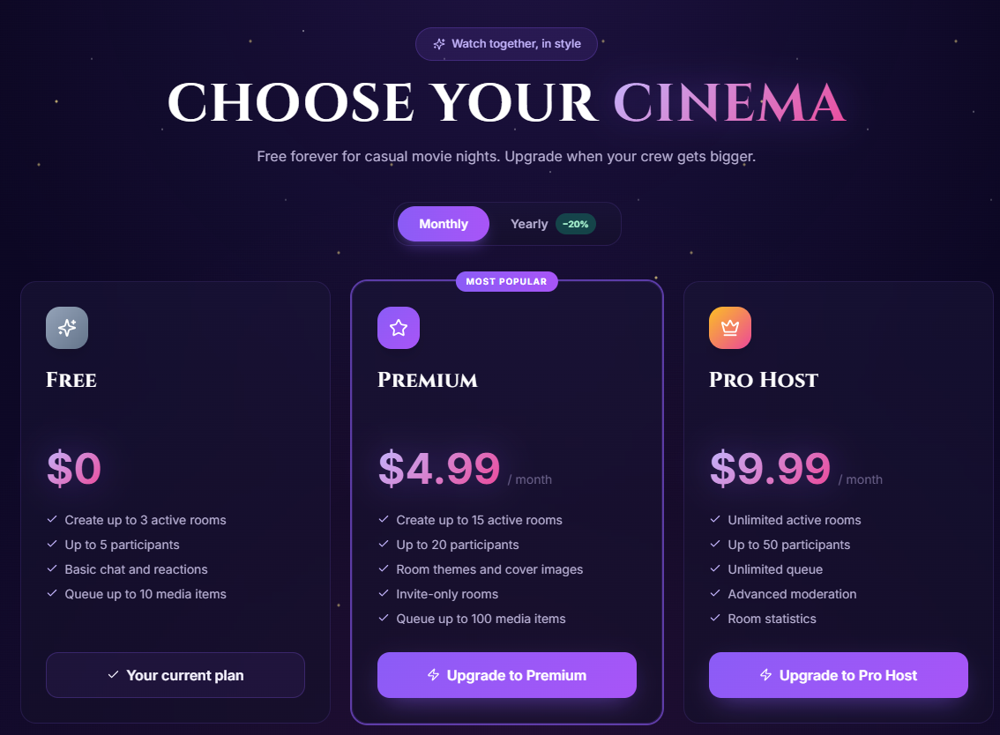 Watch together, in style
CHOOSE YOUR CINEMA
Free forever for casual movie nights. Upgrade when your crew gets bigger.
Monthly
Yearly −20%
FREE
$0
Create up to 3 active rooms
Up to 5 participants
Basic chat and reactions
Queue up to 10 media items
Your current plan
MOST POPULAR
PREMIUM
$4.99 / month
Create up to 15 active rooms
Up to 20 participants
Room themes and cover images
Invite-only rooms
Queue up to 100 media items
Upgrade to Premium
PRO HOST
$9.99 / month
Unlimited active rooms
Up to 50 participants
Unlimited queue
Advanced moderation
Room statistics
Upgrade to Pro Host